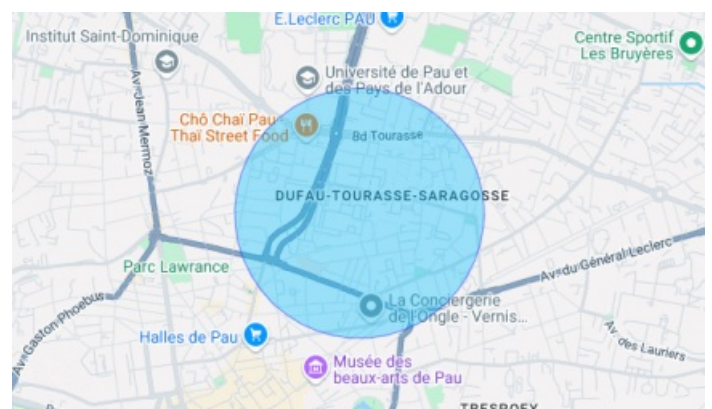 E.Leclerc PAU
Institut Saint-Dominique
Centre Sportif
Les Bruyères
Université de Pau et
des Pays de l'Adour
Av. Jean Mermoz
Chô Chaï Pau -
Thaï Street Food
Bd Tourasse
DUFAU-TOURASSE-SARAGOSSE
Parc Lawrance
Av. du Général Leclerc
La Conciergerie
de l'Ongle - Vernis...
Av. Gaston Phoebus
Halles de Pau
Av. des Lauriers
Musée des
beaux-arts de Pau
TRESPOEY